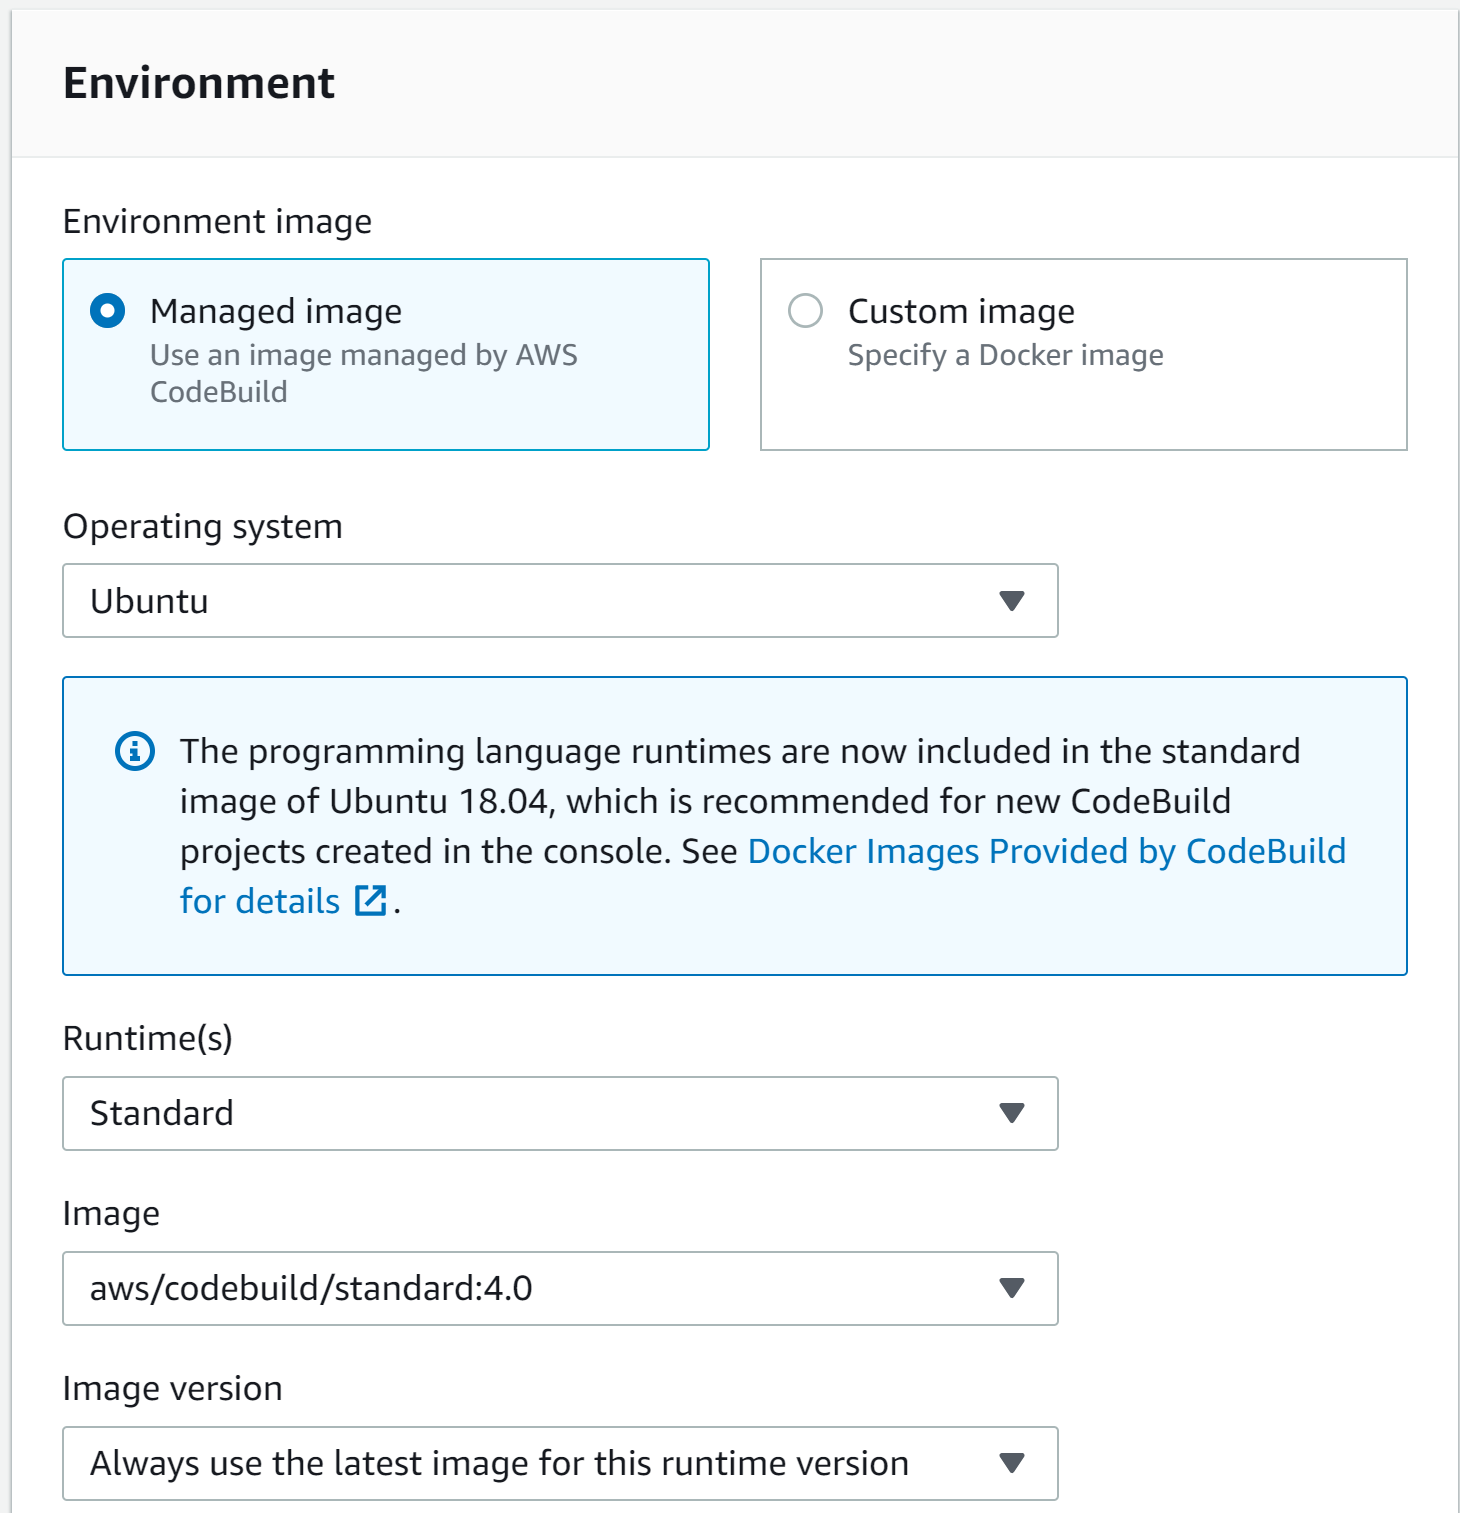 Environment
Environment image
Managed image
Use an image managed by AWS
CodeBuild
Custom image
Specify a Docker image
Operating system
Ubuntu
The programming language runtimes are now included in the standard
image of Ubuntu 18.04, which is recommended for new CodeBuild
projects created in the console. See Docker Images Provided by CodeBuild
for details .
Runtime(s)
Standard
Image
aws/codebuild/standard:4.0
Image version
Always use the latest image for this runtime version